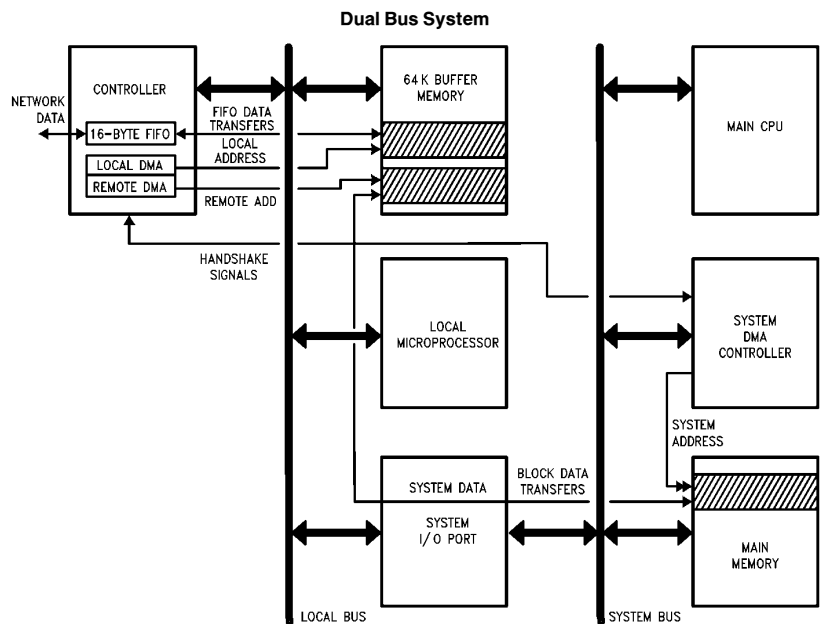 Dual Bus System
CONTROLLER
NETWORK
DATA
16-BYTE FIFO
LOCAL DMA
REMOTE DMA
FIFO DATA
TRANSFERS
LOCAL
ADDRESS
REMOTE ADD
64K BUFFER
MEMORY
MAIN CPU
HANDSHAKE
SIGNALS
LOCAL
MICROPROCESSOR
SYSTEM
DMA
CONTROLLER
SYSTEM
ADDRESS
SYSTEM DATA
BLOCK DATA
TRANSFERS
SYSTEM
I/O PORT
MAIN
MEMORY
LOCAL BUS
SYSTEM BUS